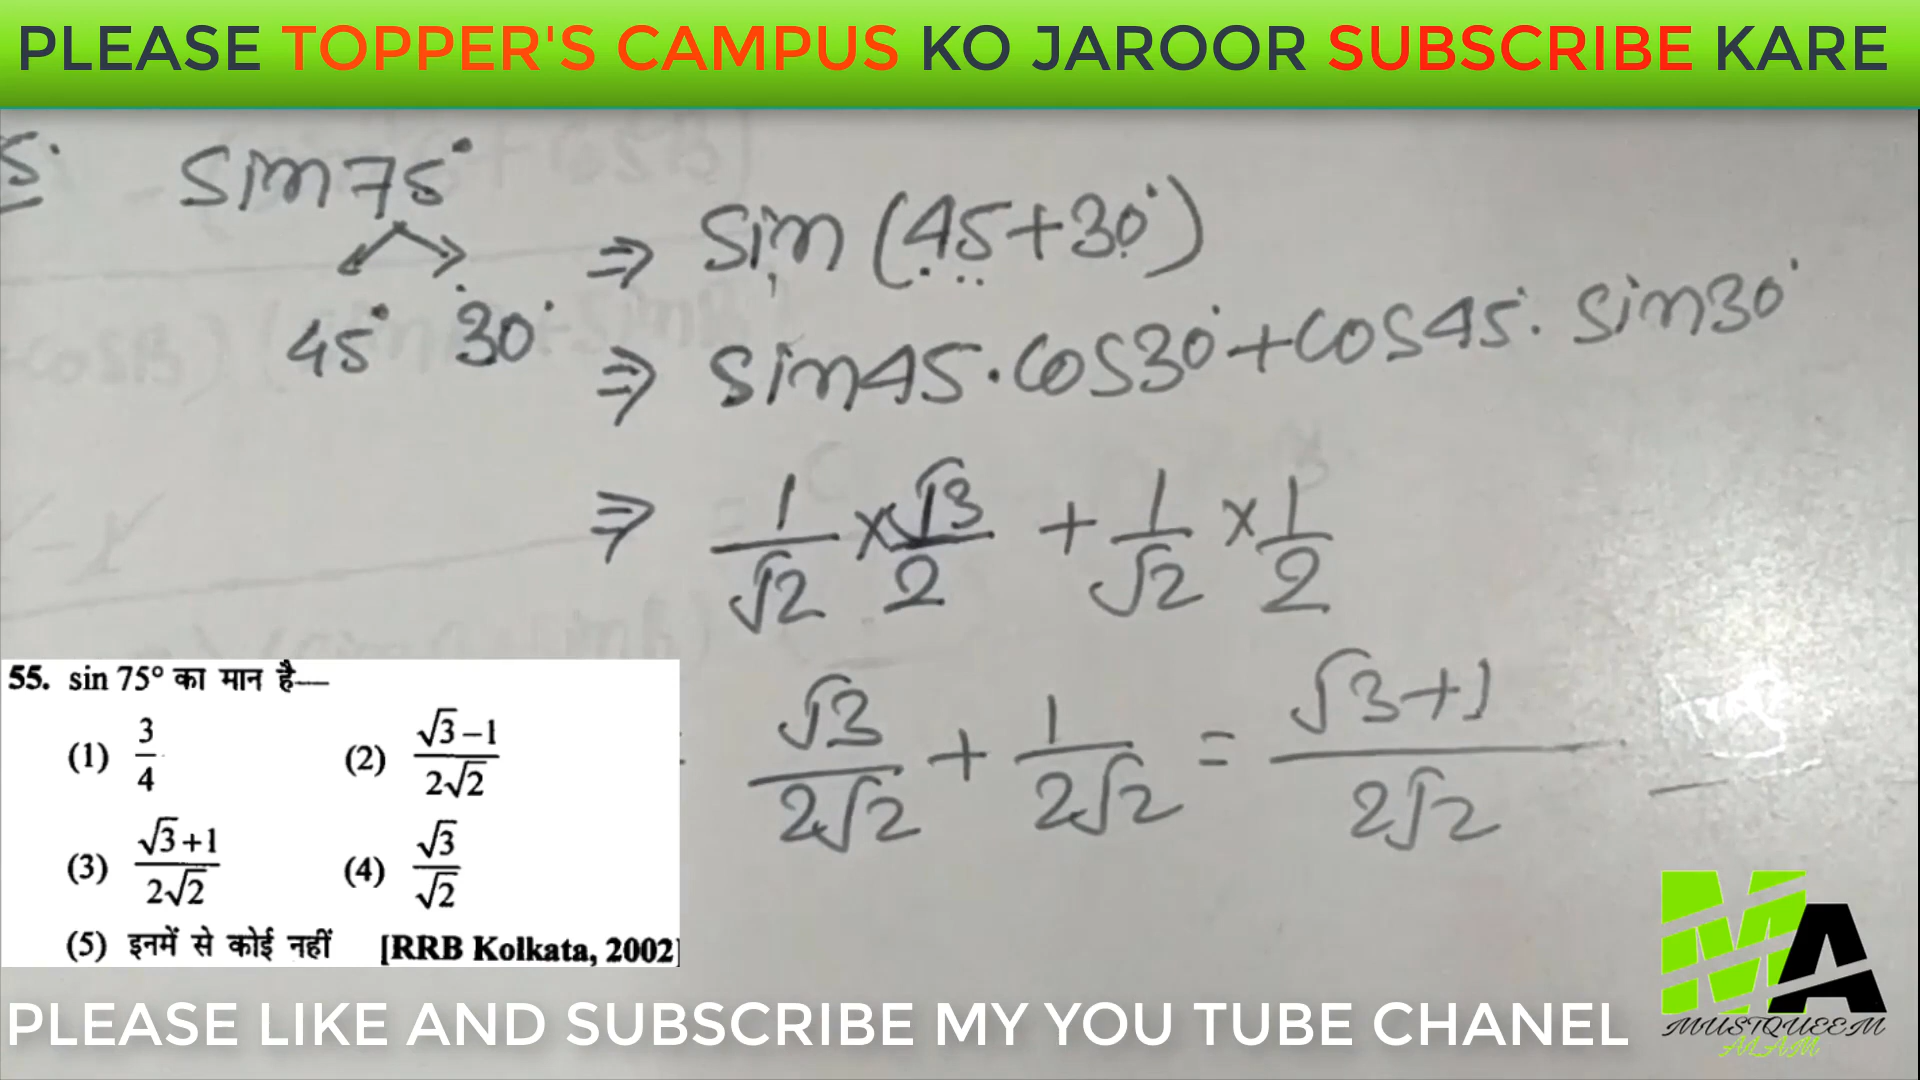 PLEASE TOPPER'S CAMPUS KO JAROOR SUBSCRIBE KARE
5.
sin75°
45° 30°
⇒ sin(45+30°)
⇒ sin45·cos30°+cos45°·sin30°
⇒ 1/√2 × √3/2 + 1/√2 × 1/2
√3/2√2 + 1/2√2 = √3+1/2√2
55. sin 75° का मान है—
(1) 3/4 (2) √3−1/2√2
(3) √3+1/2√2 (4) √3/√2
(5) इनमें से कोई नहीं [RRB Kolkata, 2002]
MA
MUSTQUEEM
ALAM
PLEASE LIKE AND SUBSCRIBE MY YOU TUBE CHANEL